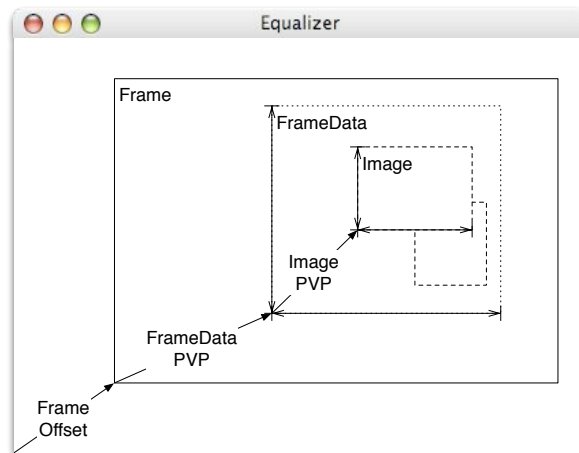 Equalizer
Frame
FrameData
Image
Image
PVP
FrameData
PVP
Frame
Offset